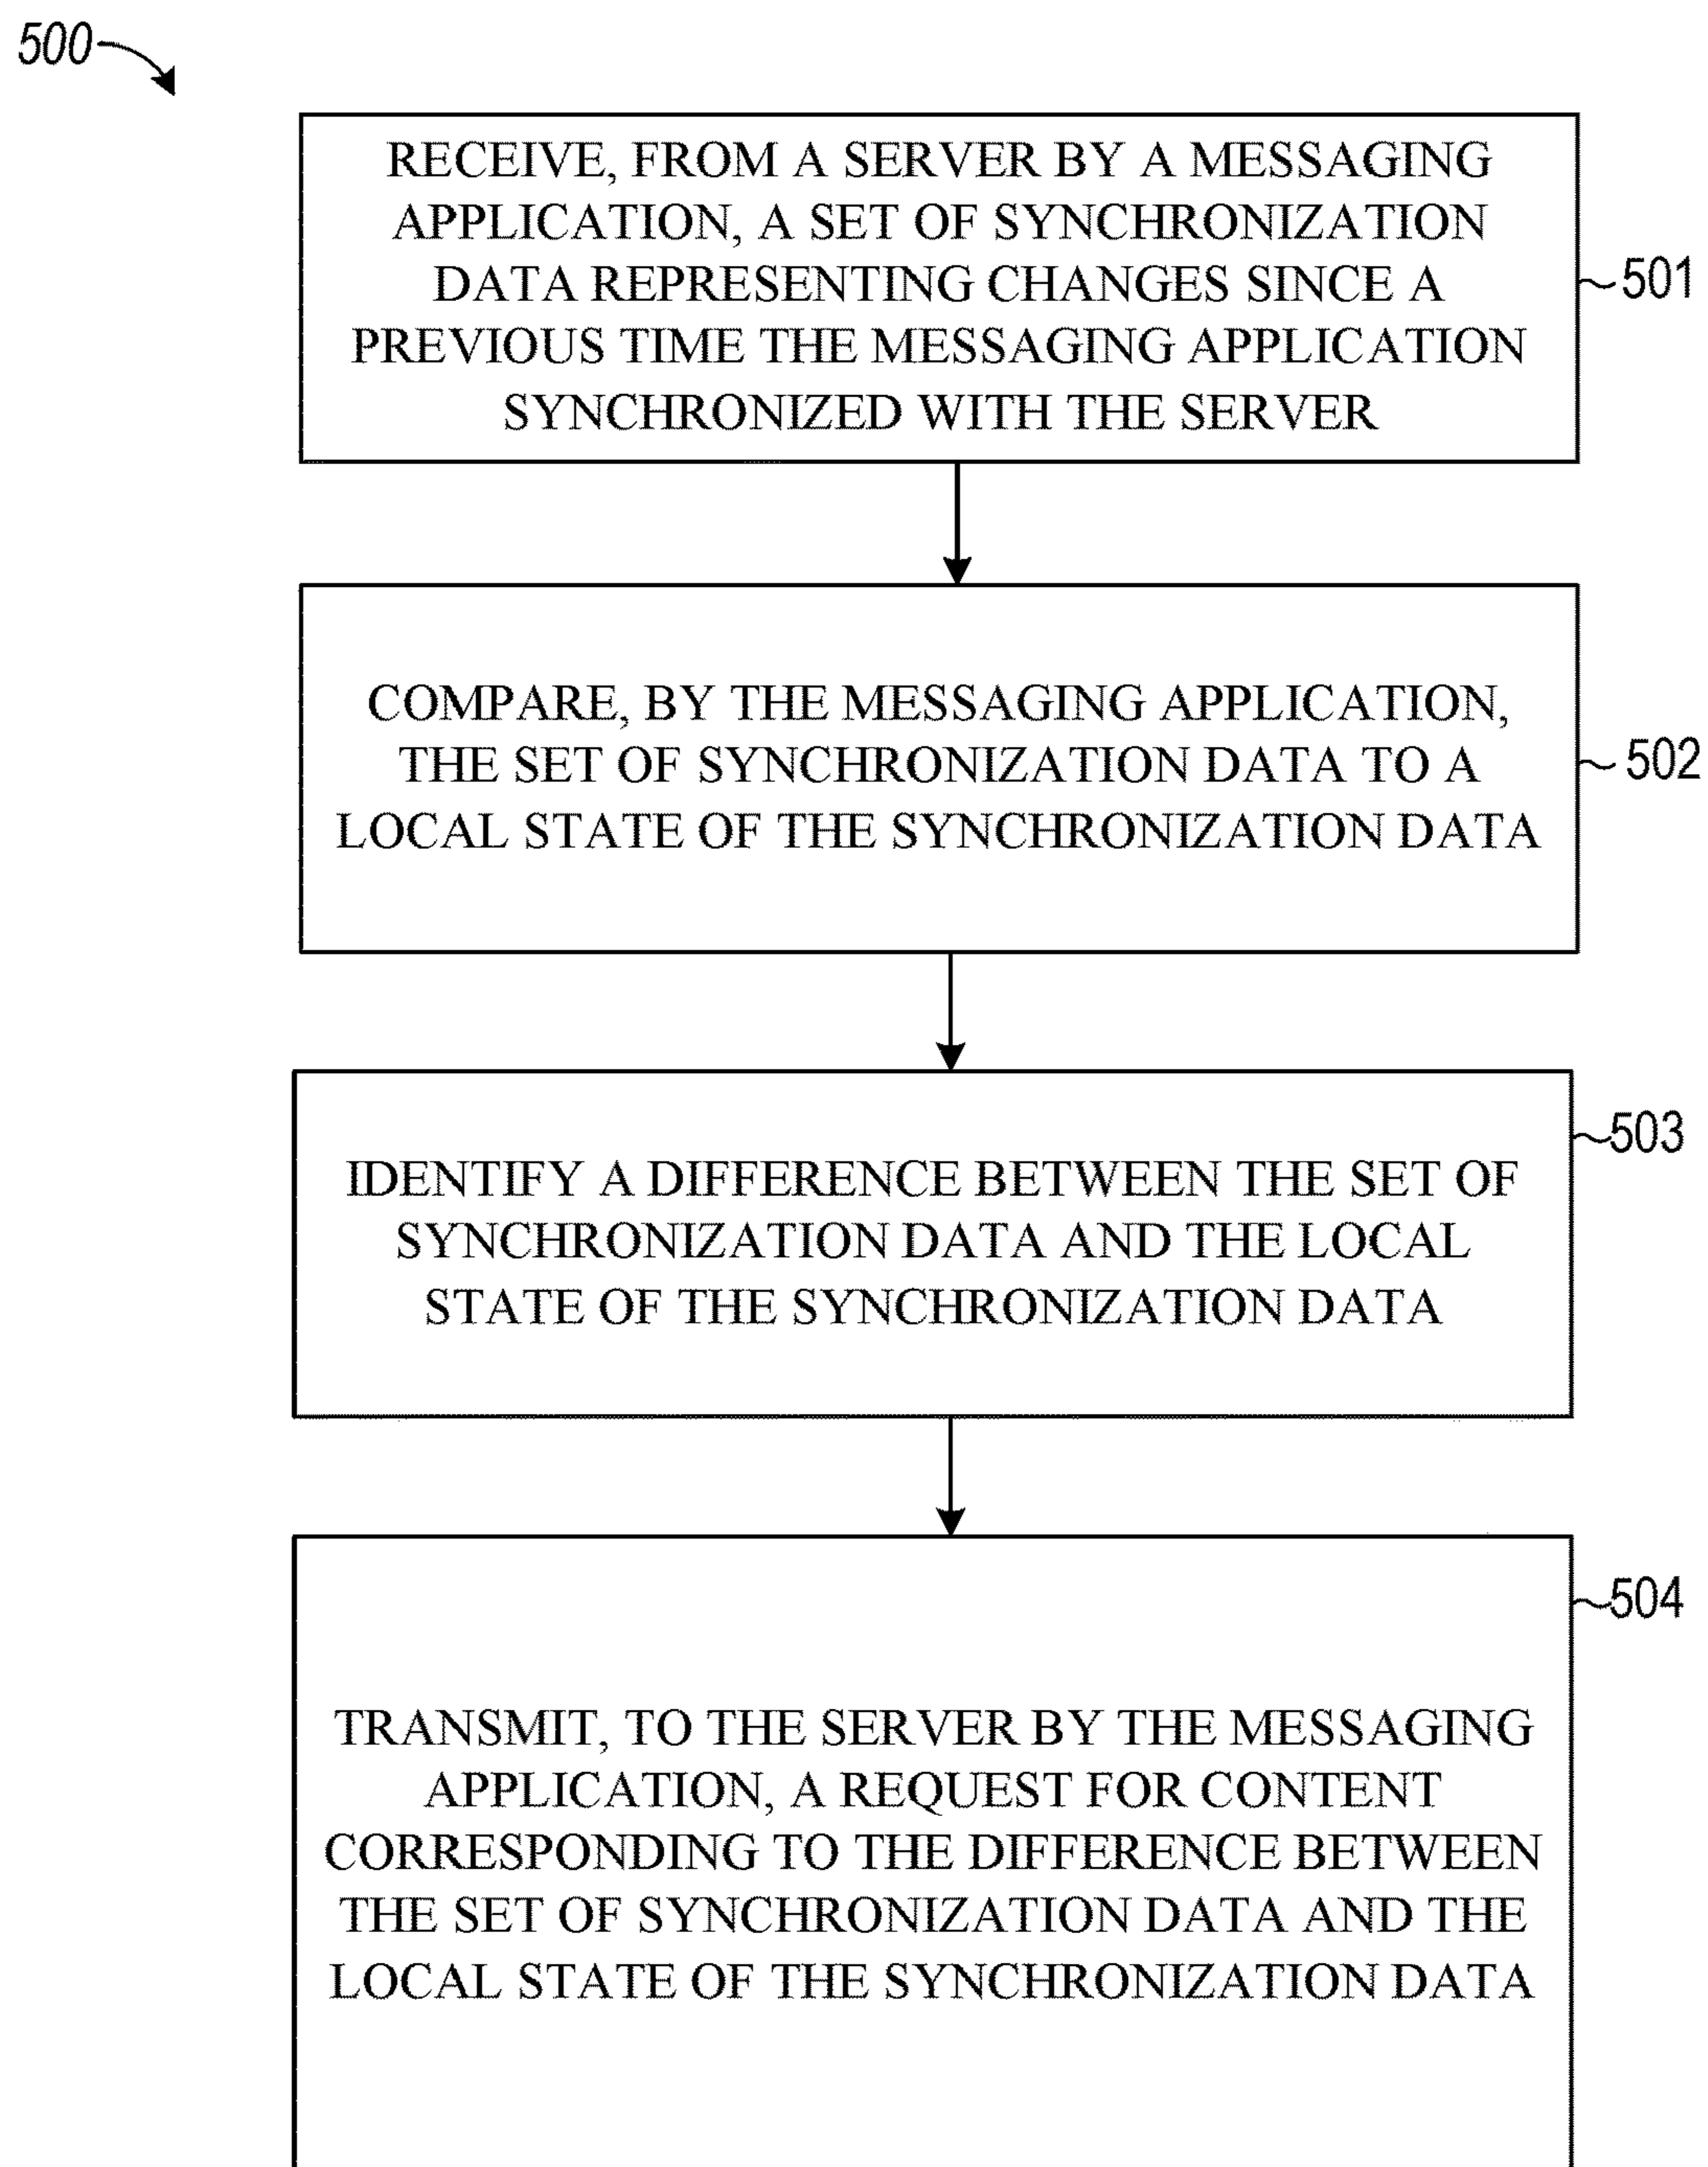 500
RECEIVE, FROM A SERVER BY A MESSAGING
APPLICATION, A SET OF SYNCHRONIZATION
DATA REPRESENTING CHANGES SINCE A
PREVIOUS TIME THE MESSAGING APPLICATION
SYNCHRONIZED WITH THE SERVER
501
COMPARE, BY THE MESSAGING APPLICATION,
THE SET OF SYNCHRONIZATION DATA TO A
LOCAL STATE OF THE SYNCHRONIZATION DATA
502
IDENTIFY A DIFFERENCE BETWEEN THE SET OF
SYNCHRONIZATION DATA AND THE LOCAL
STATE OF THE SYNCHRONIZATION DATA
503
TRANSMIT, TO THE SERVER BY THE MESSAGING
APPLICATION, A REQUEST FOR CONTENT
CORRESPONDING TO THE DIFFERENCE BETWEEN
THE SET OF SYNCHRONIZATION DATA AND THE
LOCAL STATE OF THE SYNCHRONIZATION DATA
504